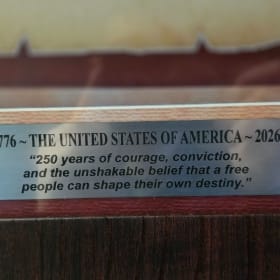 776 ~ THE UNITED STATES OF AMERICA ~ 2026
“250 years of courage, conviction,
and the unshakable belief that a free
people can shape their own destiny.”